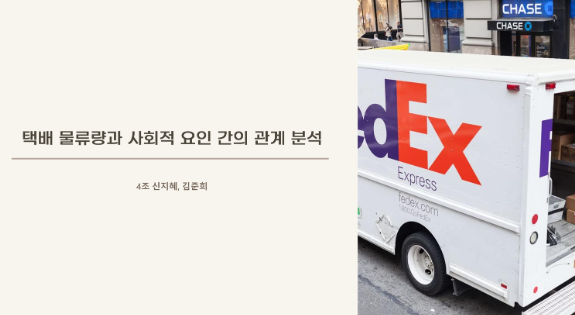 택배 물류량과 사회적 요인 간의 관계 분석
4조 신지혜, 김준희
CHASE
CHASE
edEx
Express
fedex.com